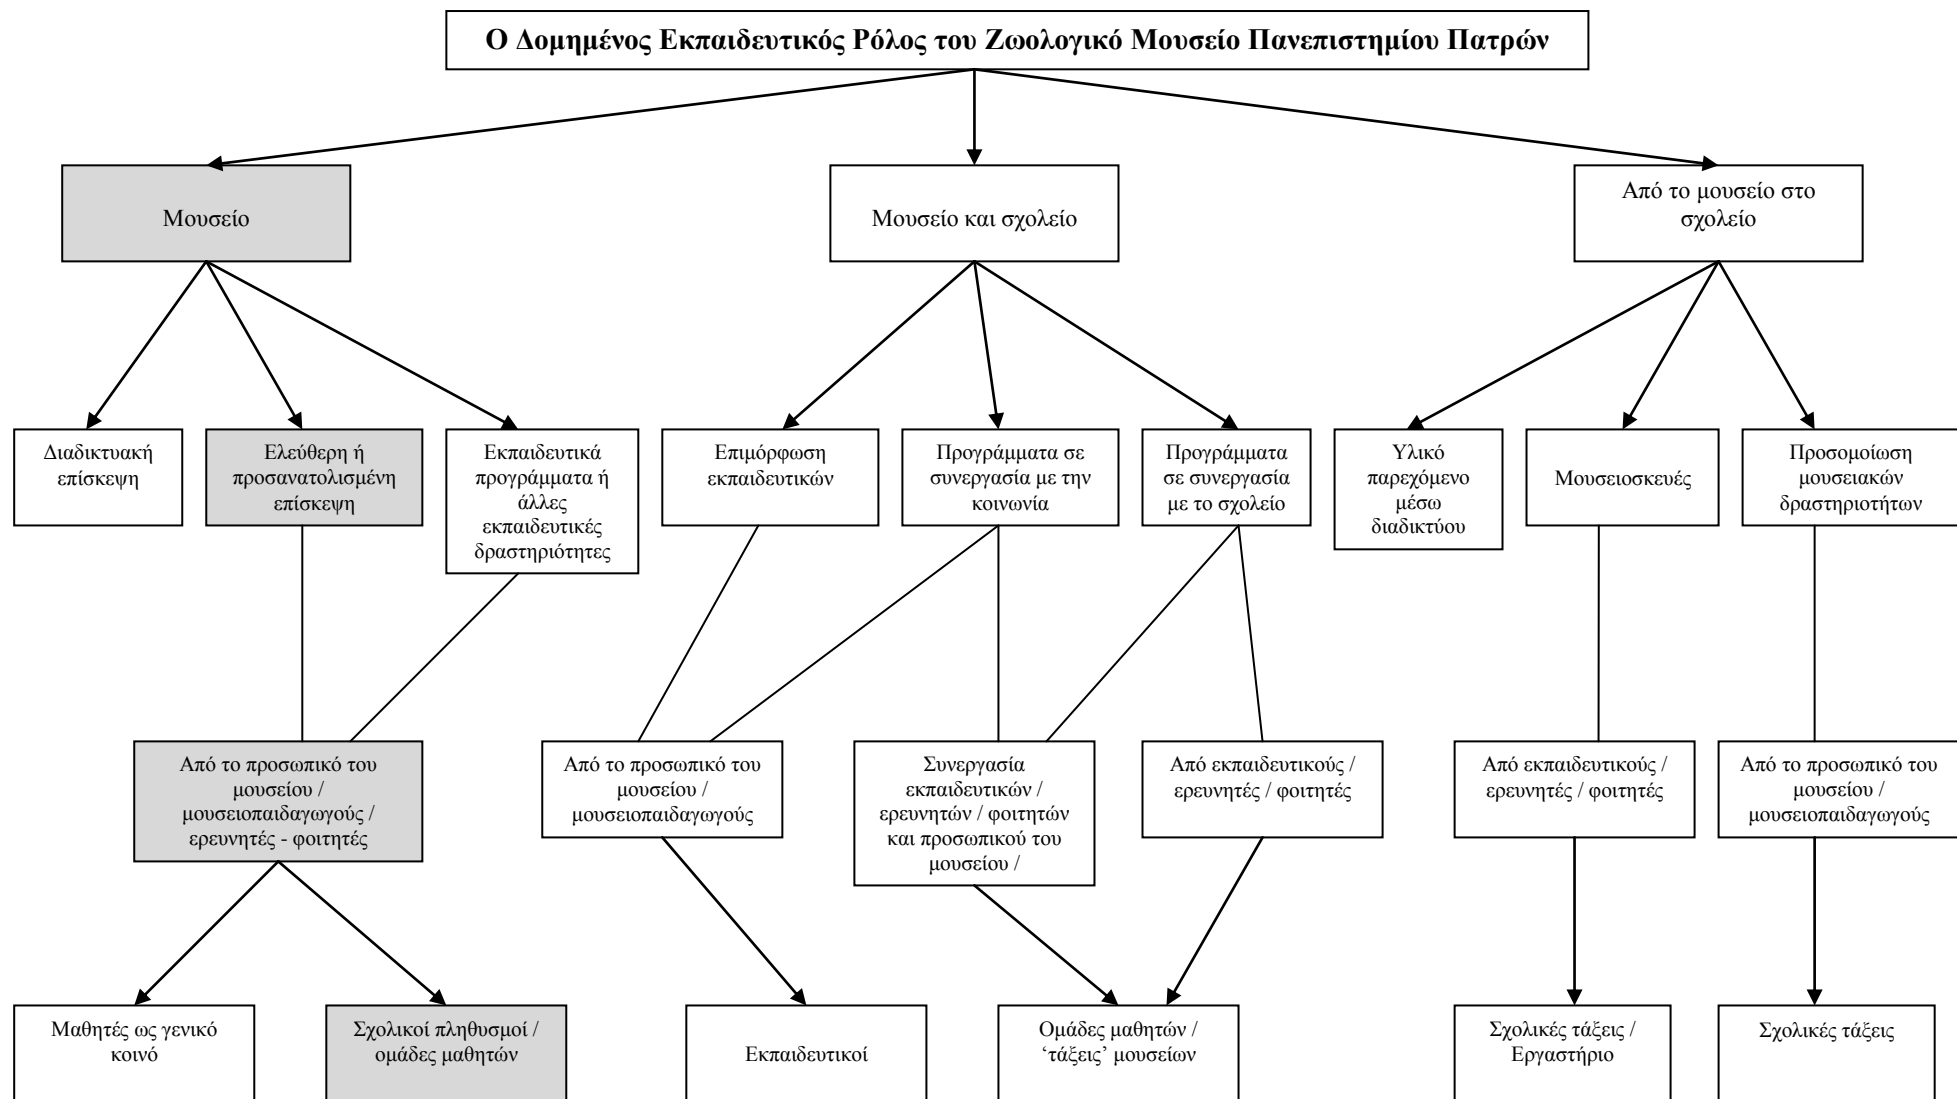 Ο Δομημένος Εκπαιδευτικός Ρόλος του Ζωολογικό Μουσείο Πανεπιστημίου Πατρών
Μουσείο
Μουσείο και σχολείο
Από το μουσείο στο
σχολείο
Διαδικτυακή
επίσκεψη
Ελεύθερη ή
προσανατολισμένη
επίσκεψη
Εκπαιδευτικά
προγράμματα ή
άλλες
εκπαιδευτικές
δραστηριότητες
Επιμόρφωση
εκπαιδευτικών
Προγράμματα σε
συνεργασία με την
κοινωνία
Προγράμματα
σε συνεργασία
με το σχολείο
Υλικό
παρεχόμενο
μέσω
διαδικτύου
Μουσειοσκευές
Προσομοίωση
μουσειακών
δραστηριοτήτων
Από το προσωπικό του
μουσείου /
μουσειοπαιδαγωγούς /
ερευνητές - φοιτητές
Από το προσωπικό του
μουσείου /
μουσειοπαιδαγωγούς
Συνεργασία
εκπαιδευτικών /
ερευνητών / φοιτητών
και προσωπικού του
μουσείου /
Από εκπαιδευτικούς /
ερευνητές / φοιτητές
Από εκπαιδευτικούς /
ερευνητές / φοιτητές
Από το προσωπικό του
μουσείου /
μουσειοπαιδαγωγούς
Μαθητές ως γενικό
κοινό
Σχολικοί πληθυσμοί /
ομάδες μαθητών
Εκπαιδευτικοί
Ομάδες μαθητών /
‘τάξεις’ μουσείων
Σχολικές τάξεις /
Εργαστήριο
Σχολικές τάξεις